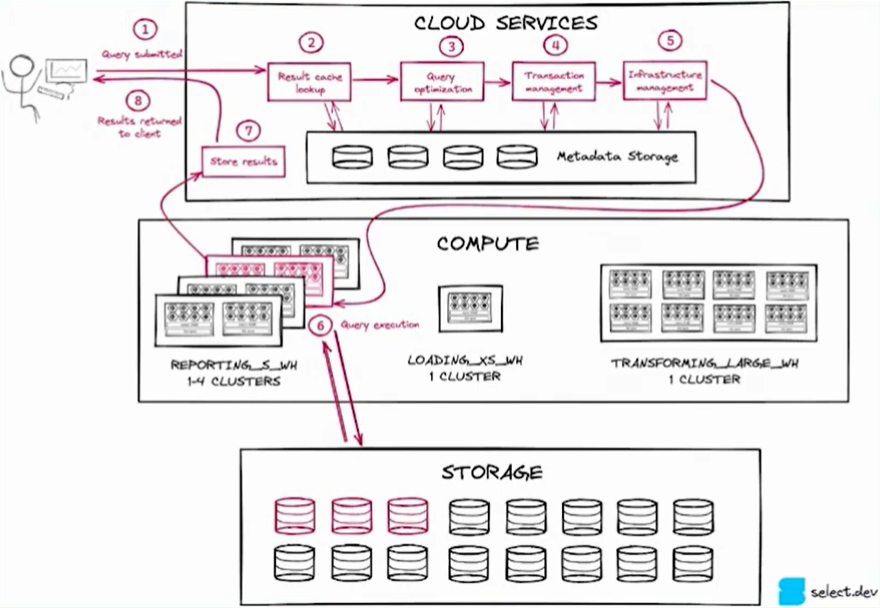 CLOUD SERVICES
1
Query submitted
2
Result cache
lookup
3
Query
optimization
4
Transaction
management
5
Infrastructure
management
8
Results returned
to client
7
Store results
Metadata Storage
COMPUTE
6
Query execution
REPORTING_S_WH
1-4 CLUSTERS
LOADING_XS_WH
1 CLUSTER
TRANSFORMING_LARGE_WH
1 CLUSTER
STORAGE
select.dev